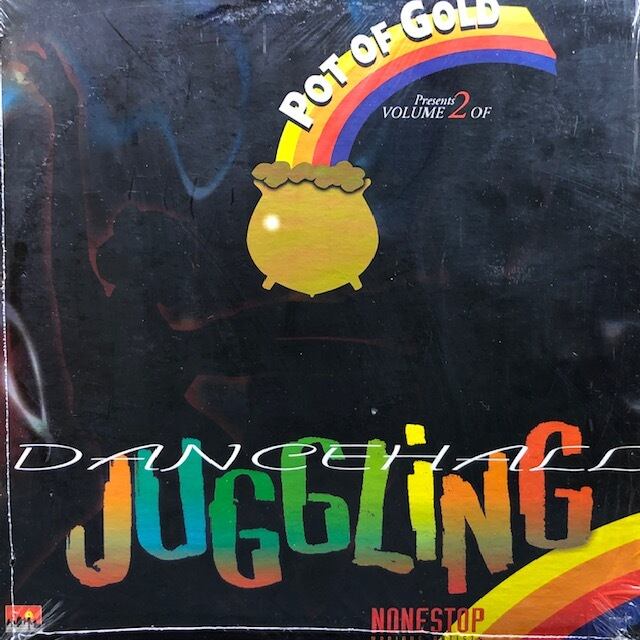 POT OF GOLD
Presents
VOLUME 2 OF
DANCEHALL
JUGGLING
NONESTOP